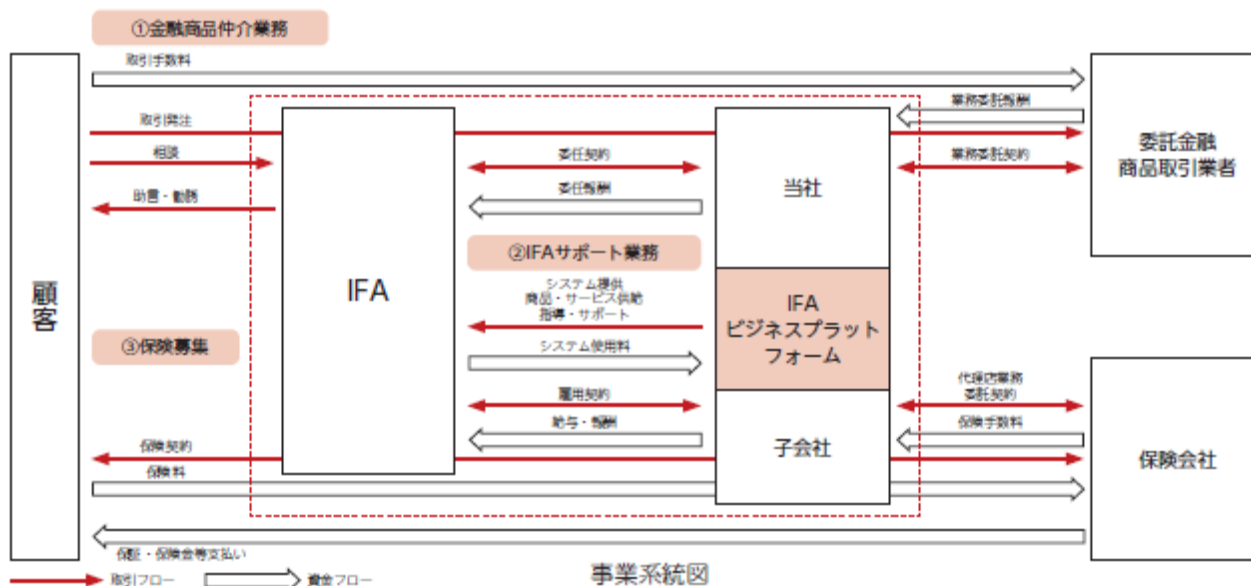 ①金融商品仲介業務
取引手数料
業務委託報酬
取引発注
委託金融
商品取引業者
相談
委任契約
業務委託契約
助言・勧誘
委任報酬
当社
顧客
IFA
②IFAサポート業務
システム提供
商品・サービス供給
指導・サポート
IFA
ビジネスプラット
フォーム
③保険募集
システム使用料
代理店業務
委託契約
雇用契約
給与・報酬
保険手数料
子会社
保険会社
保険契約
保険料
保証・保険金等支払い
取引フロー
資金フロー
事業系統図